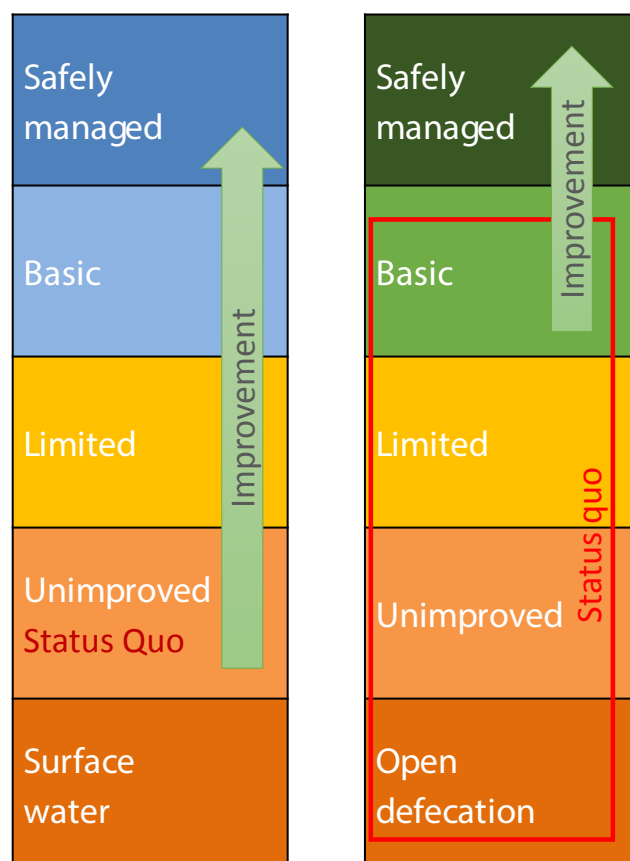 Safely
managed
Basic
Limited
Unimproved
Status Quo
Surface
water
Improvement
Safely
managed
Basic
Limited
Unimproved
Open
defecation
Improvement
Status quo